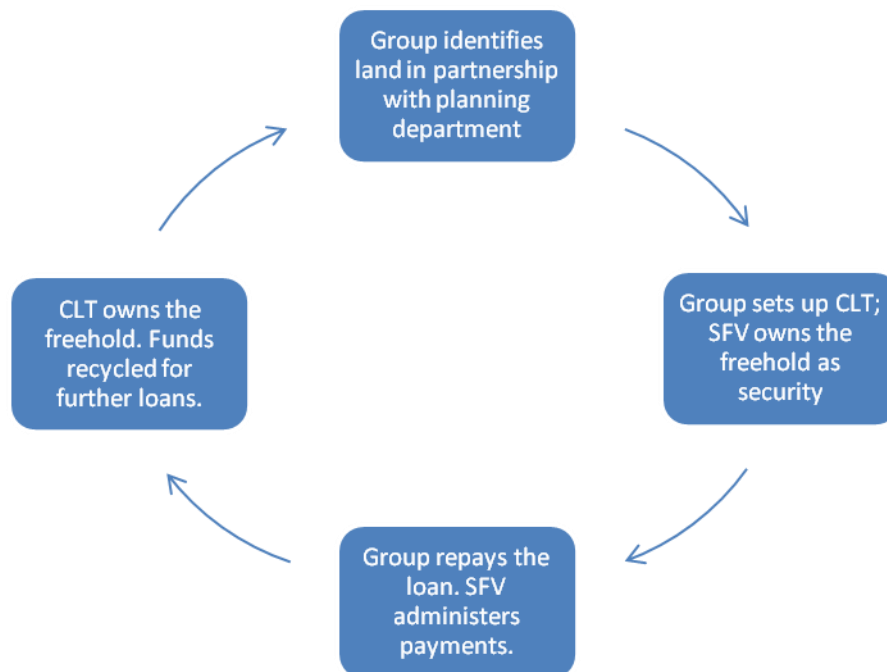 Group identifies
land in partnership
with planning
department
Group sets up CLT;
SFV owns the
freehold as
security
Group repays the
loan. SFV
administers
payments.
CLT owns the
freehold. Funds
recycled for
further loans.